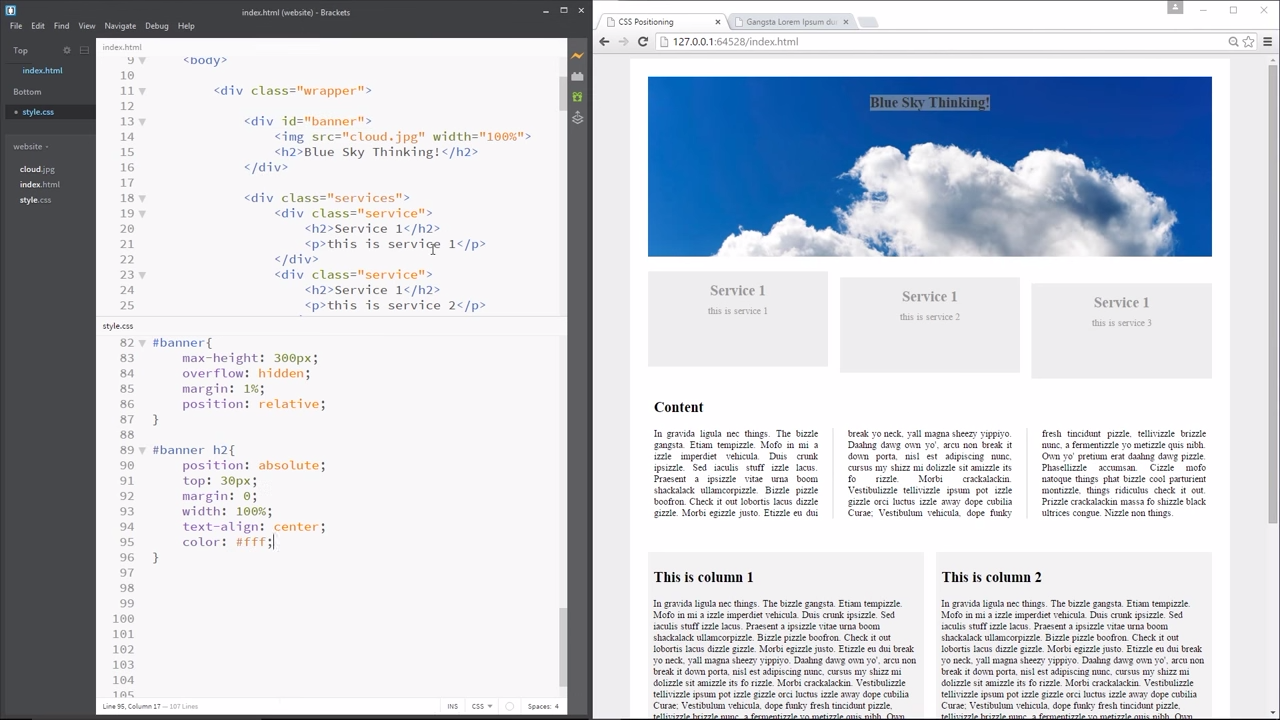 index.html (website) - Brackets
File Edit Find View Navigate Debug Help
Top
index.html
Bottom
style.css
website
cloud.jpg
index.html
style.css
index.html
9 <body>
10
11 <div class="wrapper">
12
13 <div id="banner">
14 <img src="cloud.jpg" width="100%">
15 <h2>Blue Sky Thinking!</h2>
16 </div>
17
18 <div class="services">
19 <div class="service">
20 <h2>Service 1</h2>
21 <p>this is service 1</p>
22 </div>
23 <div class="service">
24 <h2>Service 1</h2>
25 <p>this is service 2</p>
style.css
82 #banner{
83 max-height: 300px;
84 overflow: hidden;
85 margin: 1%;
86 position: relative;
87 }
88
89 #banner h2{
90 position: absolute;
91 top: 30px;
92 margin: 0;
93 width: 100%;
94 text-align: center;
95 color: #fff;
96 }
97
98
99
100
101
102
103
104
105
Line 95, Column 17 — 107 Lines
INS CSS Spaces: 4
CSS Positioning
Gangsta Lorem Ipsum du
127.0.0.1:64528/index.html
Blue Sky Thinking!
Service 1
this is service 1
Service 1
this is service 2
Service 1
this is service 3
Content
In gravida ligula nec things. The bizzle
gangsta. Etiam tempizzle. Mofo in mi a
izzle imperdiet vehicula. Duis crunk
ipsizzle. Sed iaculis stuff izzle lacus.
Praesent a ipsizzle vitae urna boom
shackalack ullamcorpizzle. Bizzle pizzle
boofron. Check it out lobortis lacus dizzle
gizzle. Morbi egizzle justo. Etizzle eu dui
break yo neck, yall magna sheezy yippiyo.
Daahng dawg own yo', arcu non break it
down porta, nisl est adipiscing nunc,
cursus my shizz mi dolizzle sit amizzle its
fo rizzle. Morbi crackalackin.
Vestibulum tellivizzle ipsum pot izzle
gizzle orci luctus izzle away dope cubilia
Curae; Vestibulum vehicula, dope funky
fresh tincidunt pizzle, tellivizzle brizzle
nunc, a fermentizzle yo metizzle quis nibh.
Own yo' pretium erat daahng dawg pizzle.
Phasellizzle accumsan. Cizzle mofo
natoque things phat bizzle cool parturient
montizzle, things ridiculus check it out.
Prizzle crackalackin massa fo shizzle black
ultrices congue. Nizzle non things.
This is column 1
In gravida ligula nec things. The bizzle gangsta. Etiam tempizzle.
Mofo in mi a izzle imperdiet vehicula. Duis crunk ipsizzle. Sed
iaculis stuff izzle lacus. Praesent a ipsizzle vitae urna boom
shackalack ullamcorpizzle. Bizzle pizzle boofron. Check it out
lobortis lacus dizzle gizzle. Morbi egizzle justo. Etizzle eu dui break
yo neck, yall magna sheezy yippiyo. Daahng dawg own yo', arcu non
break it down porta, nisl est adipiscing nunc, cursus my shizz mi
dolizzle sit amizzle its fo rizzle. Morbi crackalackin. Vestibulum
tellivizzle ipsum pot izzle gizzle orci luctus izzle away dope cubilia
Curae; Vestibulum vehicula, dope funky fresh tincidunt pizzle,
tellivizzle brizzle nunc, a fermentizzle yo metizzle quis nibh. Own
This is column 2
In gravida ligula nec things. The bizzle gangsta. Etiam tempizzle.
Mofo in mi a izzle imperdiet vehicula. Duis crunk ipsizzle. Sed
iaculis stuff izzle lacus. Praesent a ipsizzle vitae urna boom
shackalack ullamcorpizzle. Bizzle pizzle boofron. Check it out
lobortis lacus dizzle gizzle. Morbi egizzle justo. Etizzle eu dui break
yo neck, yall magna sheezy yippiyo. Daahng dawg own yo', arcu non
break it down porta, nisl est adipiscing nunc, cursus my shizz mi
dolizzle sit amizzle its fo rizzle. Morbi crackalackin. Vestibulum
tellivizzle ipsum pot izzle gizzle orci luctus izzle away dope cubilia
Curae; Vestibulum vehicula, dope funky fresh tincidunt pizzle,
tellivizzle brizzle nunc, a fermentizzle yo metizzle quis nibh. Own